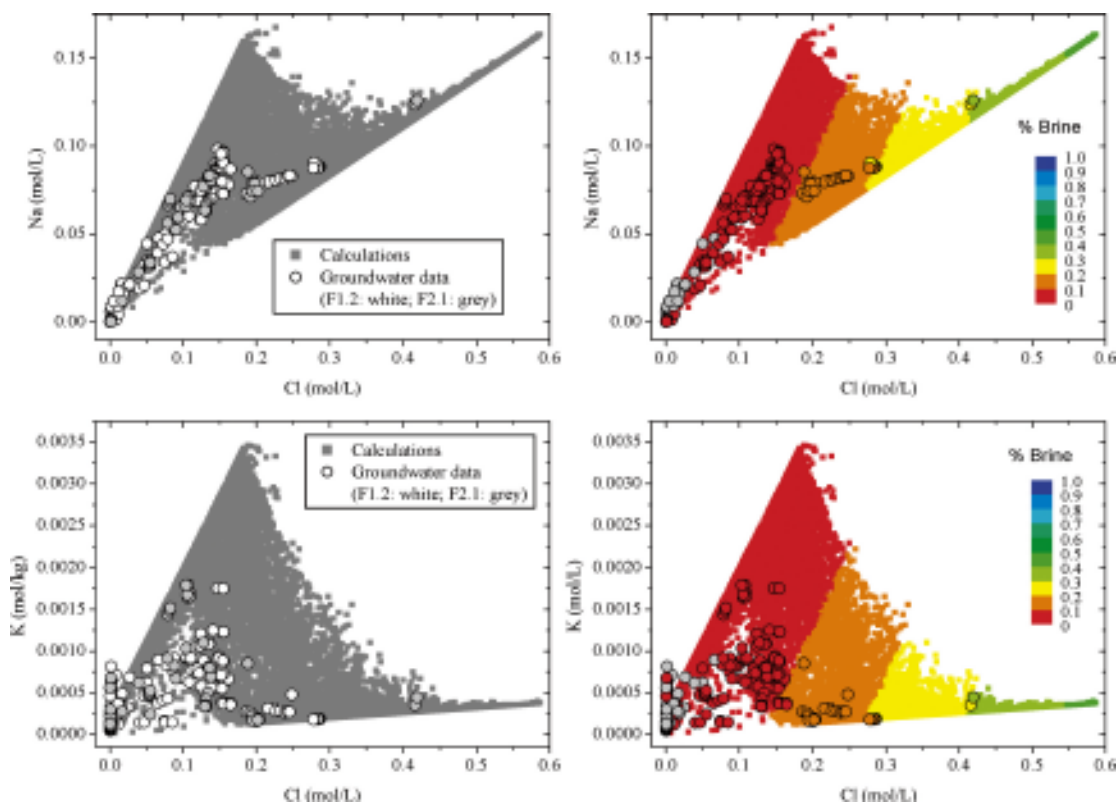 0.15
0.10
0.05
0.00
Na (mol/L)
Calculations
Groundwater data
(F1.2: white; F2.1: grey)
0.0 0.1 0.2 0.3 0.4 0.5 0.6
Cl (mol/L)
0.15
0.10
0.05
0.00
Na (mol/L)
% Brine
1.0
0.9
0.8
0.7
0.6
0.5
0.4
0.3
0.2
0.1
0
0.0 0.1 0.2 0.3 0.4 0.5 0.6
Cl (mol/L)
0.0035
0.0030
0.0025
0.0020
0.0015
0.0010
0.0005
0.0000
K (mol/kg)
Calculations
Groundwater data
(F1.2: white; F2.1: grey)
0.0 0.1 0.2 0.3 0.4 0.5 0.6
Cl (mol/L)
0.0035
0.0030
0.0025
0.0020
0.0015
0.0010
0.0005
0.0000
K (mol/L)
% Brine
1.0
0.9
0.8
0.7
0.6
0.5
0.4
0.3
0.2
0.1
0
0.0 0.1 0.2 0.3 0.4 0.5 0.6
Cl (mol/L)